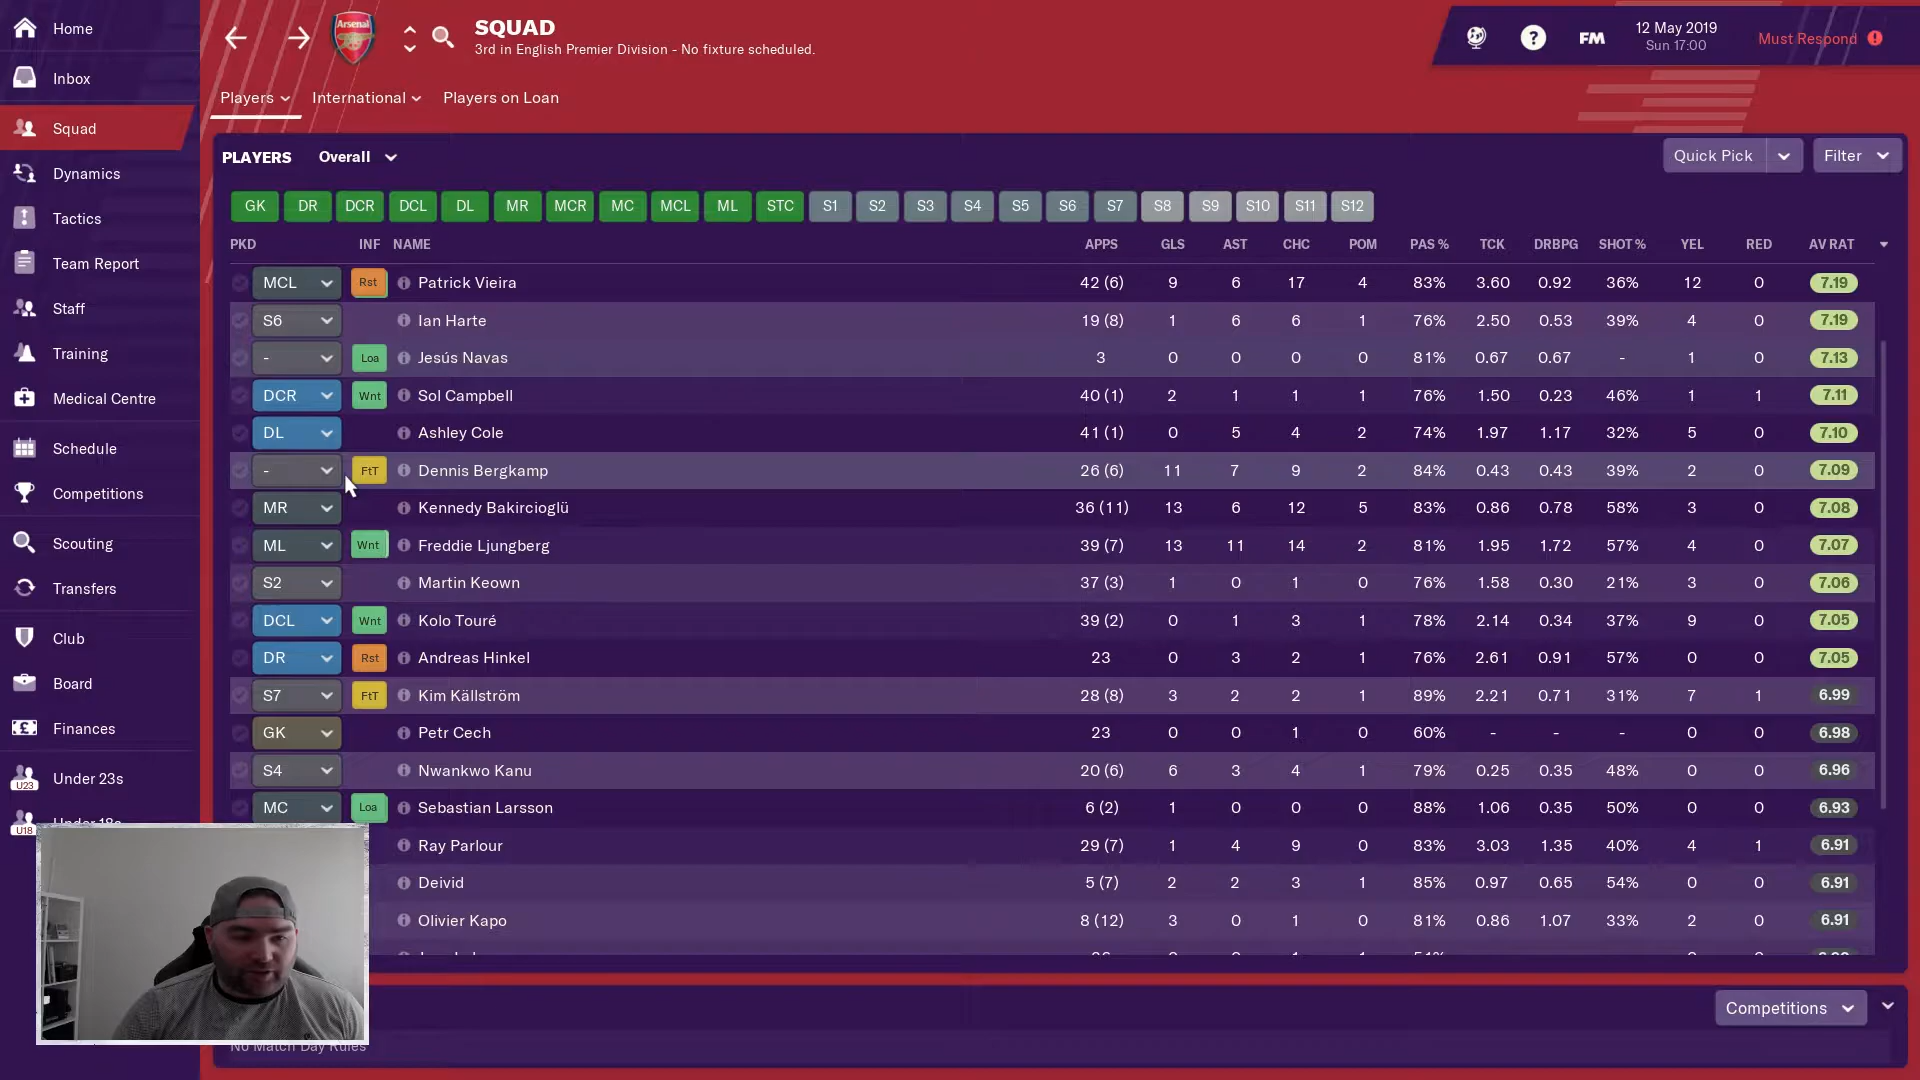 Home
Inbox
Squad
Dynamics
Tactics
Team Report
Staff
Training
Medical Centre
Schedule
Competitions
Scouting
Transfers
Club
Board
Finances
U23 Under 23s
U18 Under 18s
Arsenal
SQUAD
3rd in English Premier Division - No fixture scheduled.
? FM 12 May 2019
Sun 17:00
Must Respond !
Players International Players on Loan
PLAYERS Overall Quick Pick Filter
GK DR DCR DCL DL MR MCR MC MCL ML STC S1 S2 S3 S4 S5 S6 S7 S8 S9 S10 S11 S12
PKD INF NAME APPS GLS AST CHC POM PAS % TCK DRBPG SHOT % YEL RED AV RAT
MCL Rst Patrick Vieira 42 (6) 9 6 17 4 83% 3.60 0.92 36% 12 0 7.19
S6 Ian Harte 19 (8) 1 6 6 1 76% 2.50 0.53 39% 4 0 7.19
- Loa Jesús Navas 3 0 0 0 0 81% 0.67 0.67 - 1 0 7.13
DCR Wnt Sol Campbell 40 (1) 2 1 1 1 76% 1.50 0.23 46% 1 1 7.11
DL Ashley Cole 41 (1) 0 5 4 2 74% 1.97 1.17 32% 5 0 7.10
- FtT Dennis Bergkamp 26 (6) 11 7 9 2 84% 0.43 0.43 39% 2 0 7.09
MR Kennedy Bakircioglü 36 (11) 13 6 12 5 83% 0.86 0.78 58% 3 0 7.08
ML Wnt Freddie Ljungberg 39 (7) 13 11 14 2 81% 1.95 1.72 57% 4 0 7.07
S2 Martin Keown 37 (3) 1 0 1 0 76% 1.58 0.30 21% 3 0 7.06
DCL Wnt Kolo Touré 39 (2) 0 1 3 1 78% 2.14 0.34 37% 9 0 7.05
DR Rst Andreas Hinkel 23 0 3 2 1 76% 2.61 0.91 57% 0 0 7.05
S7 FtT Kim Källström 28 (8) 3 2 2 1 89% 2.21 0.71 31% 7 1 6.99
GK Petr Cech 23 0 0 1 0 60% - - - 0 0 6.98
S4 Nwankwo Kanu 20 (6) 6 3 4 1 79% 0.25 0.35 48% 0 0 6.96
MC Loa Sebastian Larsson 6 (2) 1 0 0 0 88% 1.06 0.35 50% 0 0 6.93
Ray Parlour 29 (7) 1 4 9 0 83% 3.03 1.35 40% 4 1 6.91
Deivid 5 (7) 2 2 3 1 85% 0.97 0.65 54% 0 0 6.91
Olivier Kapo 8 (12) 3 0 1 0 81% 0.86 1.07 33% 2 0 6.91
Competitions
No Match Day Rules